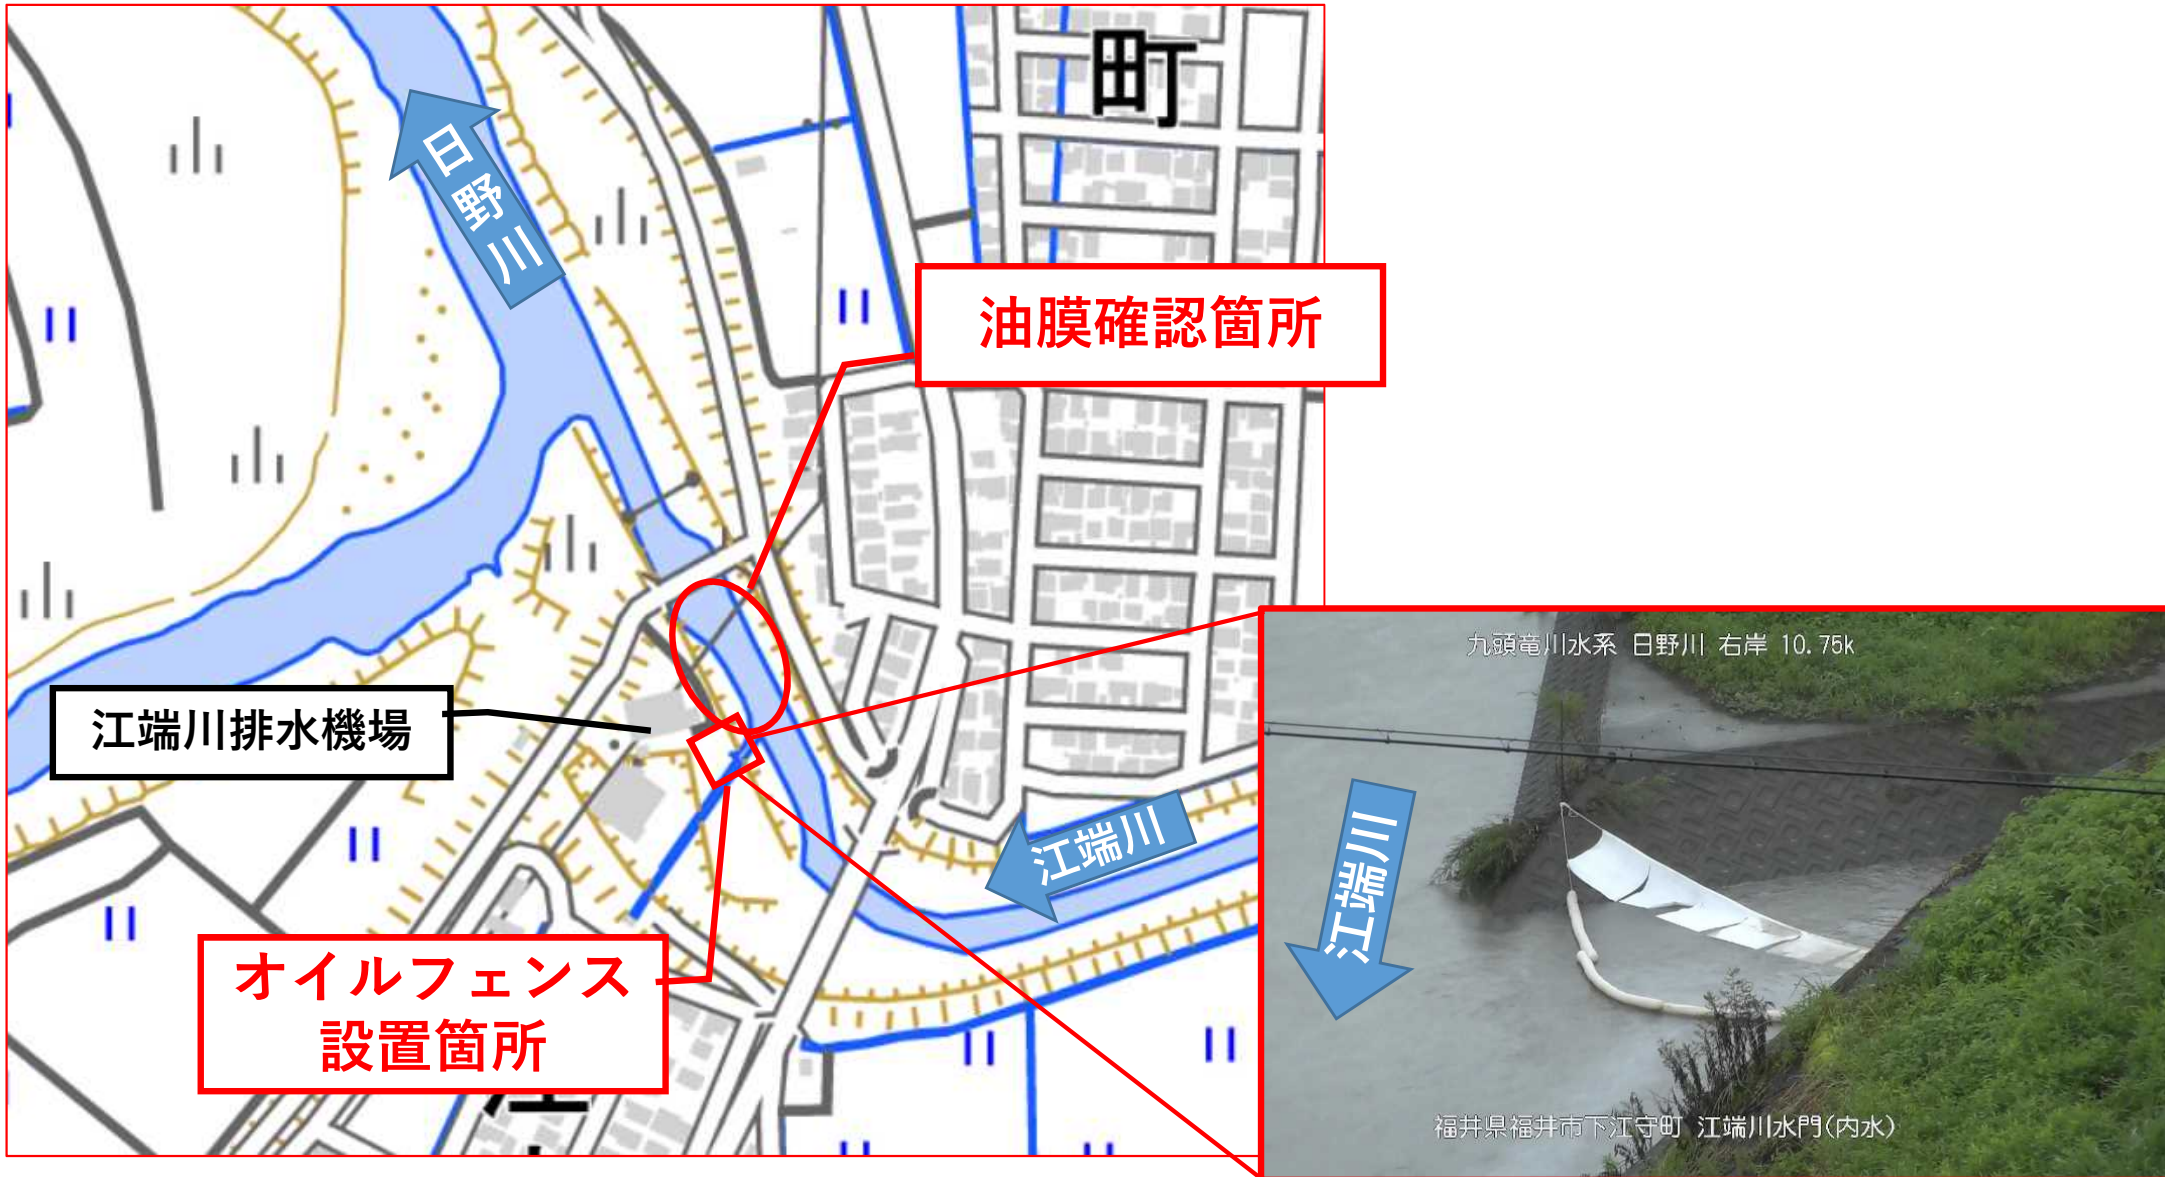 町
日野川
油膜確認箇所
江端川排水機場
江端川
オイルフェンス
設置箇所
九頭竜川水系 日野川 右岸 10.75k
江端川
福井県福井市下江守町 江端川水門(内水)